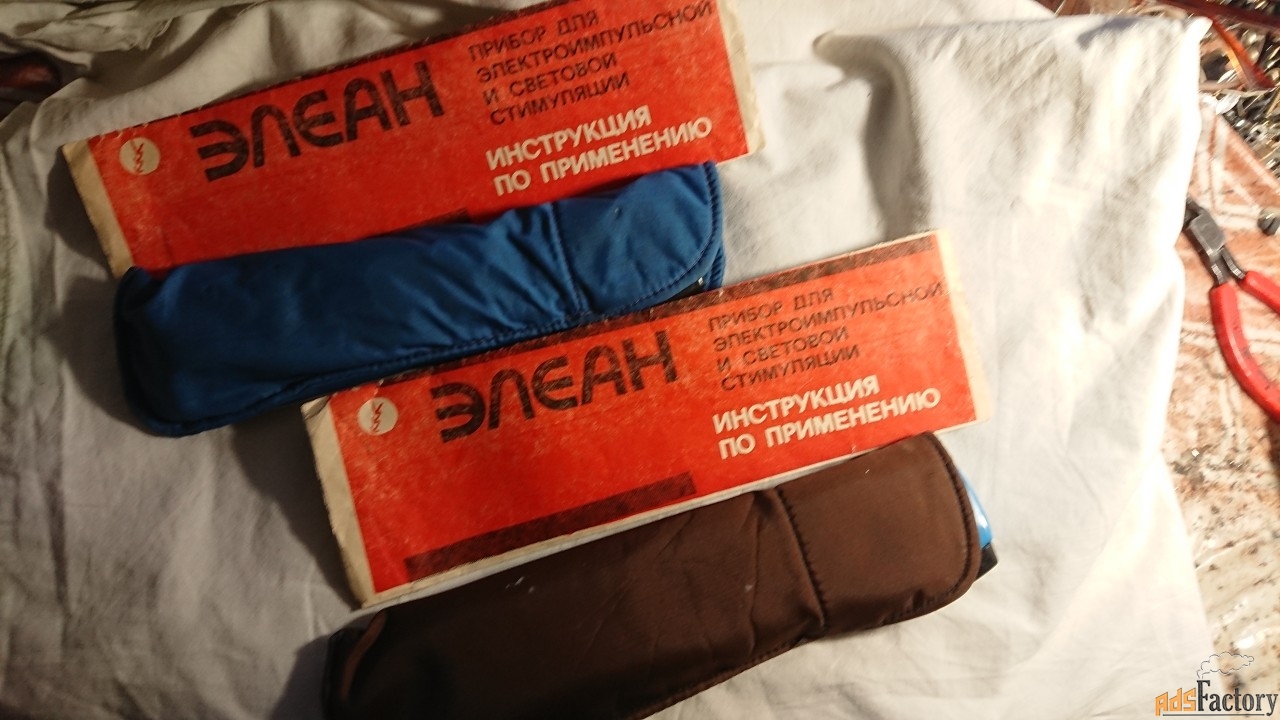 ЭЛЕАН
ПРИБОР ДЛЯ
ЭЛЕКТРОИМПУЛЬСНОЙ
И СВЕТОВОЙ
СТИМУЛЯЦИИ
ИНСТРУКЦИЯ
ПО ПРИМЕНЕНИЮ
ЭЛЕАН
ПРИБОР ДЛЯ
ЭЛЕКТРОИМПУЛЬСНОЙ
И СВЕТОВОЙ
СТИМУЛЯЦИИ
ИНСТРУКЦИЯ
ПО ПРИМЕНЕНИЮ
AdsFactory